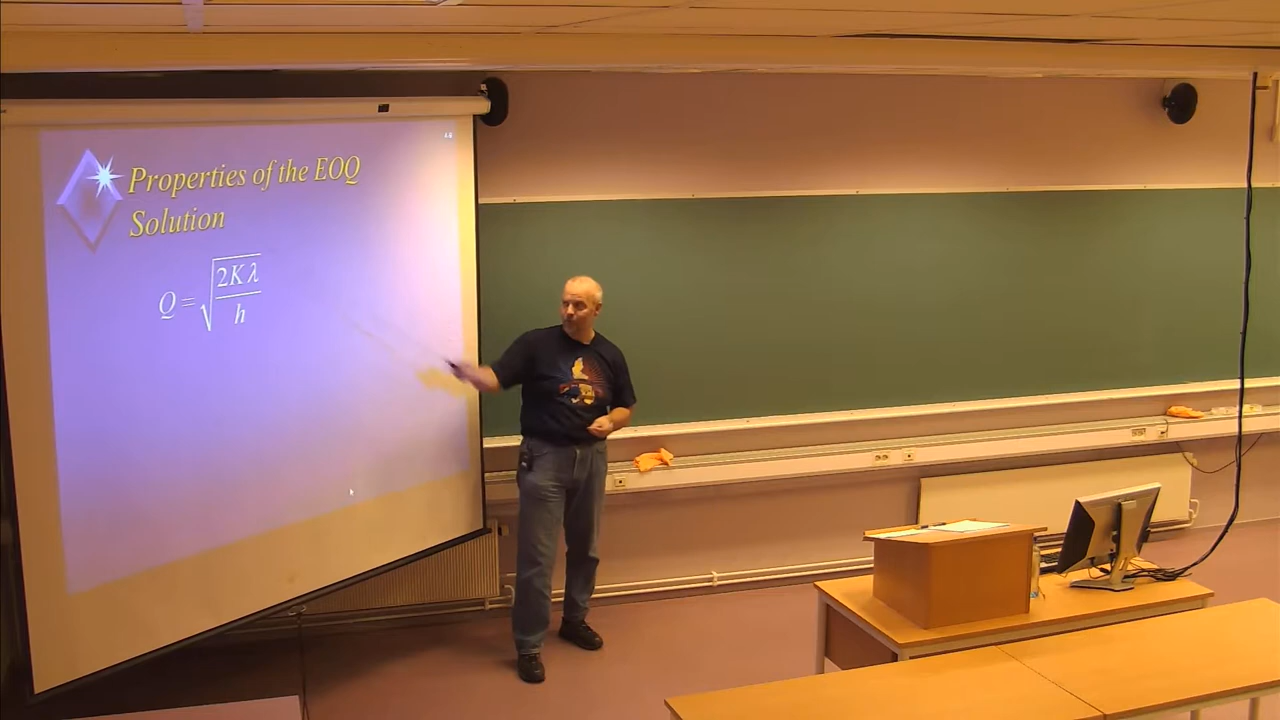 Properties of the EOQ
Solution
Q = √(2Kλ / h)